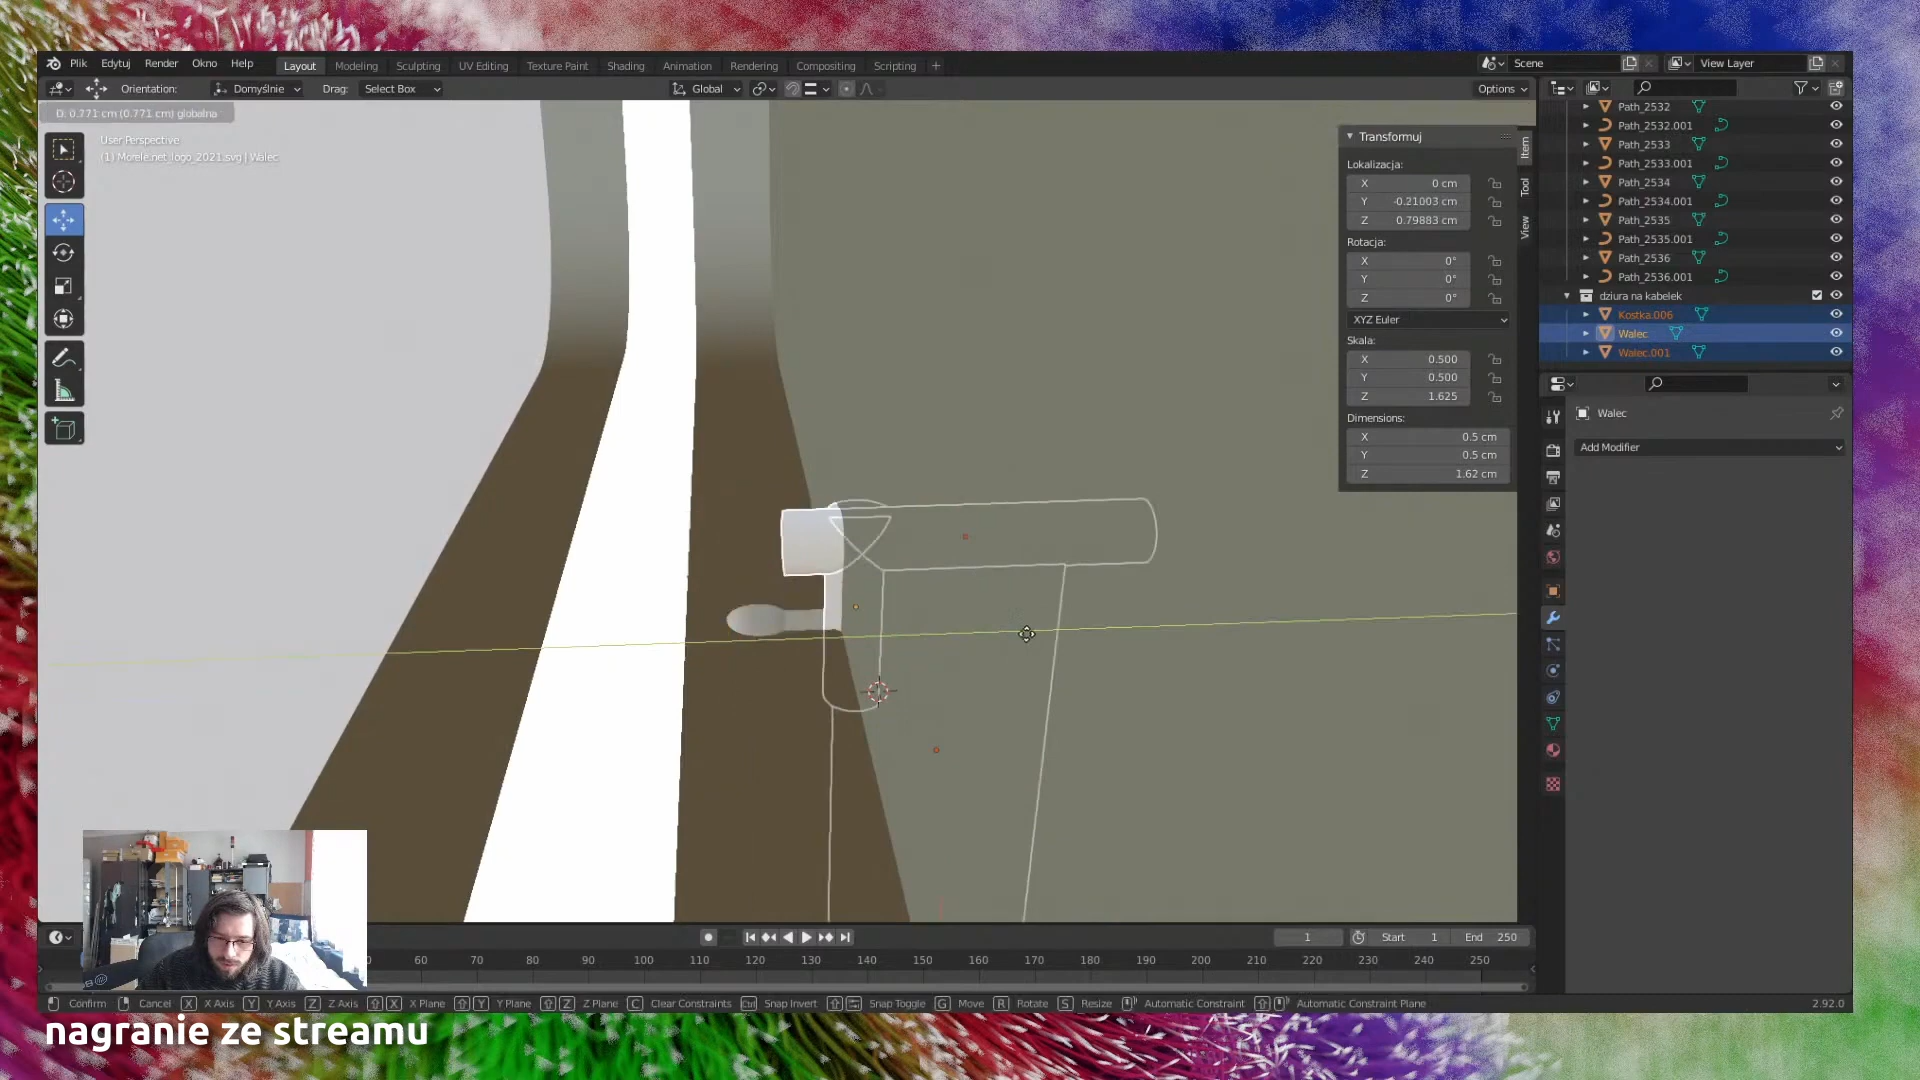 Plik Edytuj Render Okno Help Layout Modeling Sculpting UV Editing Texture Paint Shading Animation Rendering Compositing Scripting + Scene View Layer
Orientation: Domyślnie Drag: Select Box Global Options
D: 0.771 cm (0.771 cm) globalna
User Perspective
(1) Morele.net_logo_2021.svg | Walec
Transformuj
Lokalizacja:
X 0 cm
Y -0.21003 cm
Z 0.79883 cm
Rotacja:
X 0°
Y 0°
Z 0°
XYZ Euler
Skala:
X 0.500
Y 0.500
Z 1.625
Dimensions:
X 0.5 cm
Y 0.5 cm
Z 1.62 cm
Item
Tool
View
Path_2532
Path_2532.001
Path_2533
Path_2533.001
Path_2534
Path_2534.001
Path_2535
Path_2535.001
Path_2536
Path_2536.001
dziura na kabelek
Kostka.006
Walec
Walec.001
Walec
Add Modifier
1 Start 1 End 250
60 70 80 90 100 110 120 130 140 150 160 170 180 190 200 210 220 230 240 250
Confirm Cancel X X Axis Y Y Axis Z Z Axis X X Plane Y Y Plane Z Z Plane C Clear Constraints Ctrl Snap Invert Snap Toggle G Move R Rotate S Resize Automatic Constraint Automatic Constraint Plane 2.92.0
nagranie ze streamu